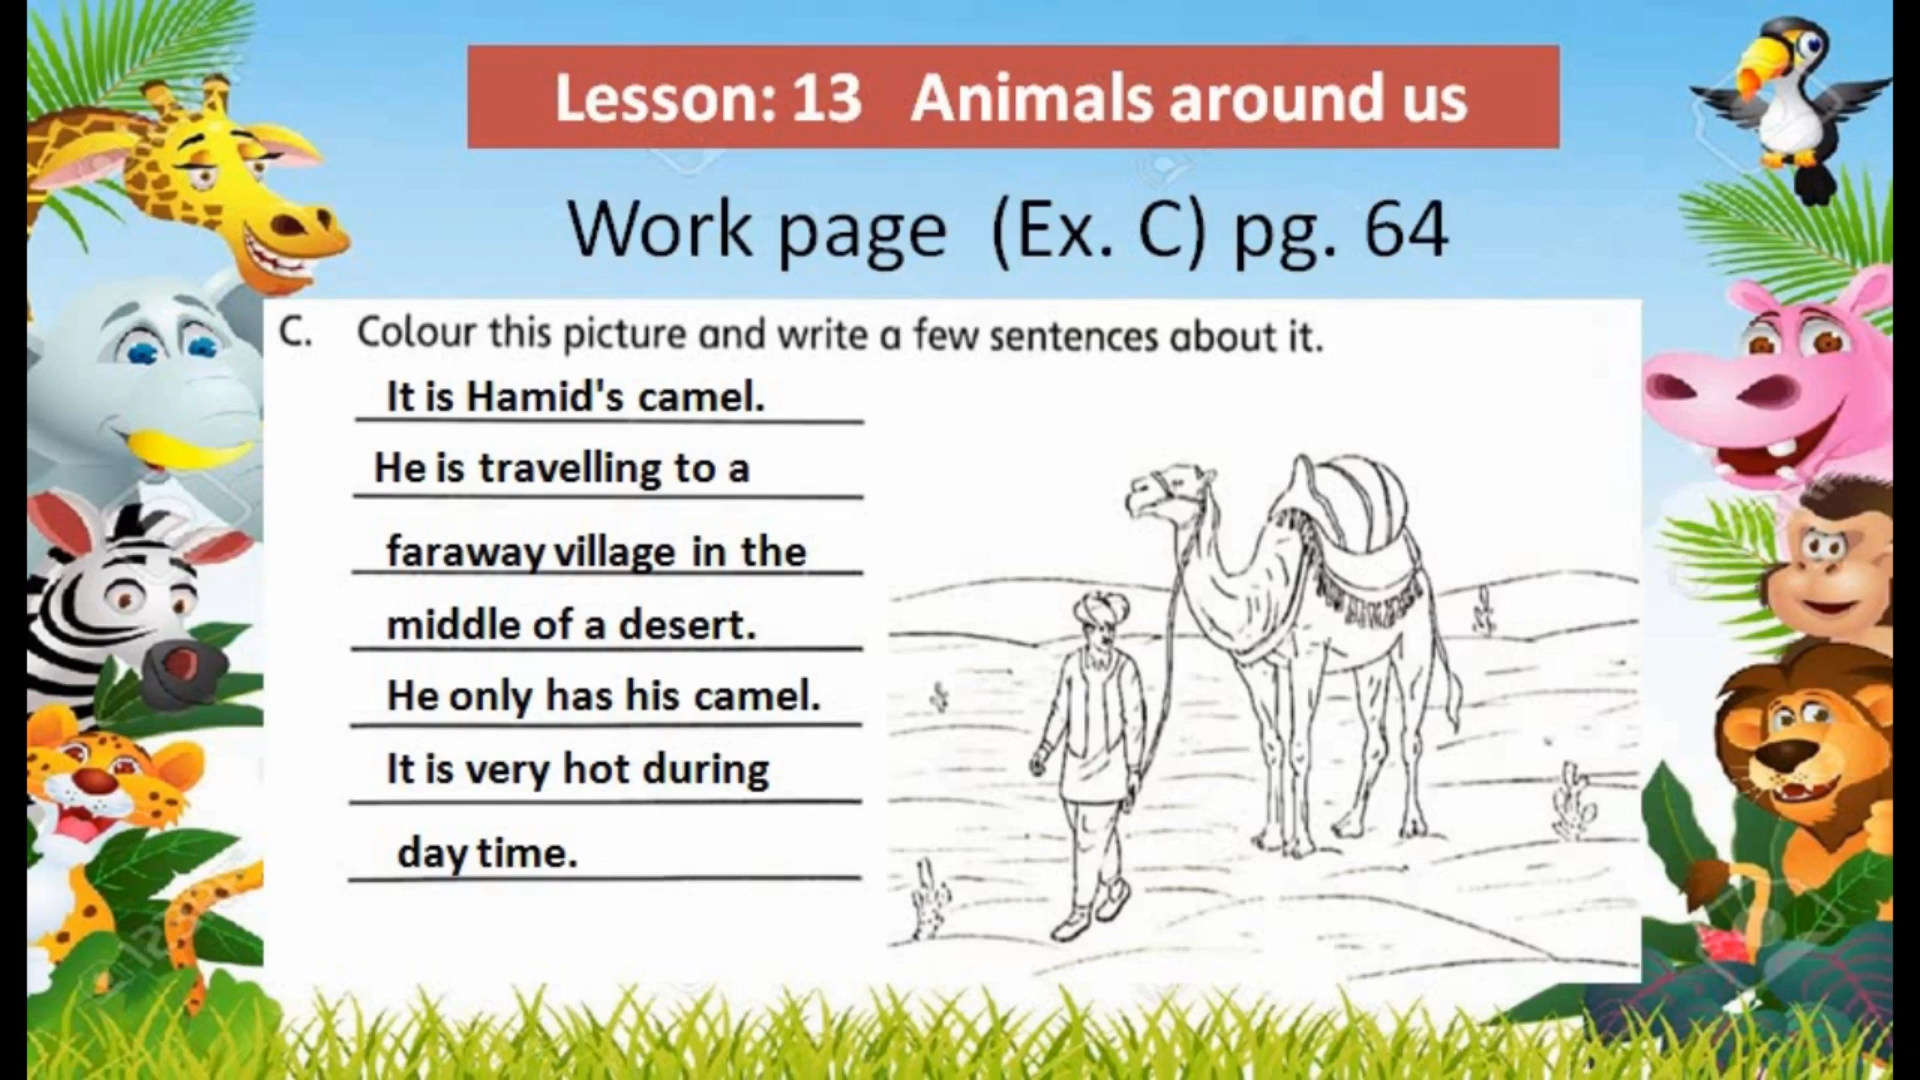 Lesson: 13 Animals around us
Work page (Ex. C) pg. 64
C. Colour this picture and write a few sentences about it.
It is Hamid's camel.
He is travelling to a
faraway village in the
middle of a desert.
He only has his camel.
It is very hot during
day time.